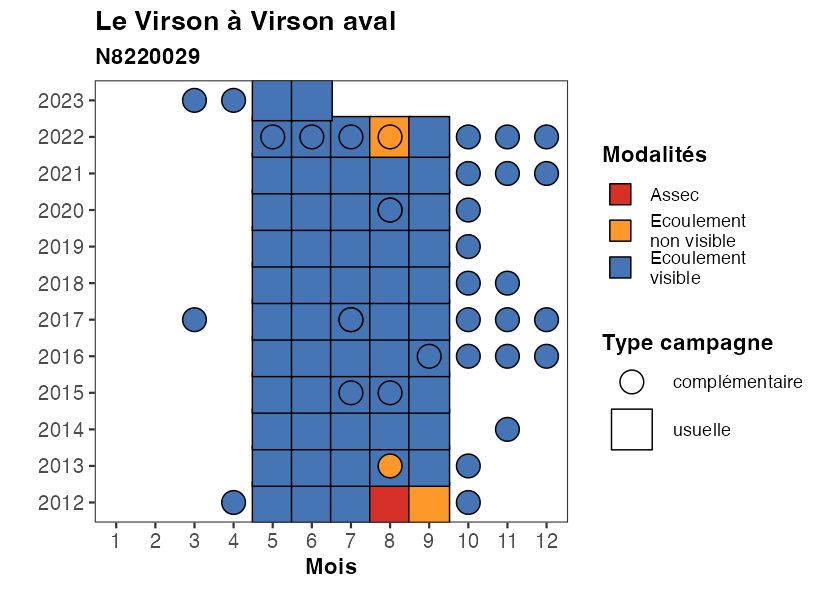 Le Virson à Virson aval
N8220029
2023
2022
2021
2020
2019
2018
2017
2016
2015
2014
2013
2012
1 2 3 4 5 6 7 8 9 10 11 12
Mois
Modalités
Assec
Ecoulement
non visible
Ecoulement
visible
Type campagne
complémentaire
usuelle